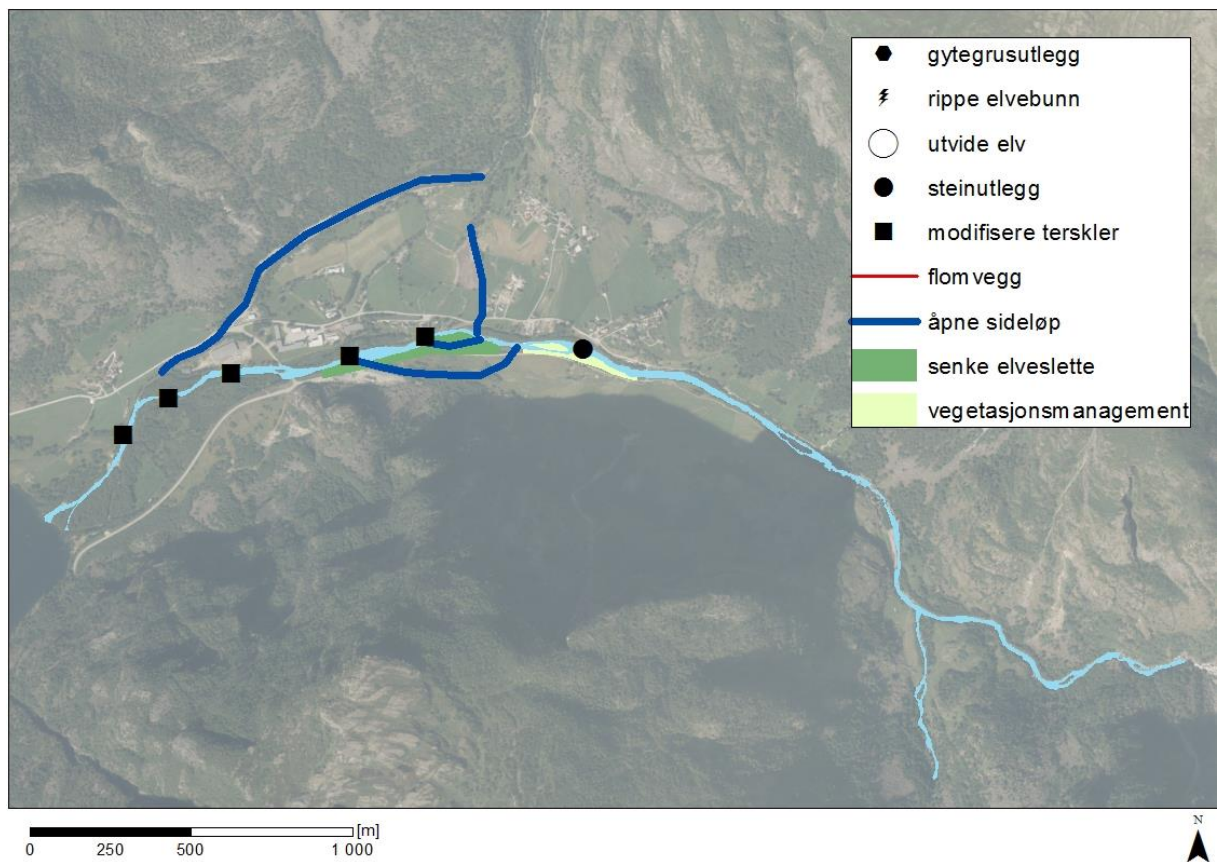 gytegrusutlegg
rippe elvebunn
utvide elv
steinutlegg
modifisere terskler
flomvegg
åpne sideløp
senke elveslette
vegetasjonsmanagement
[m]
0 250 500 1 000
N